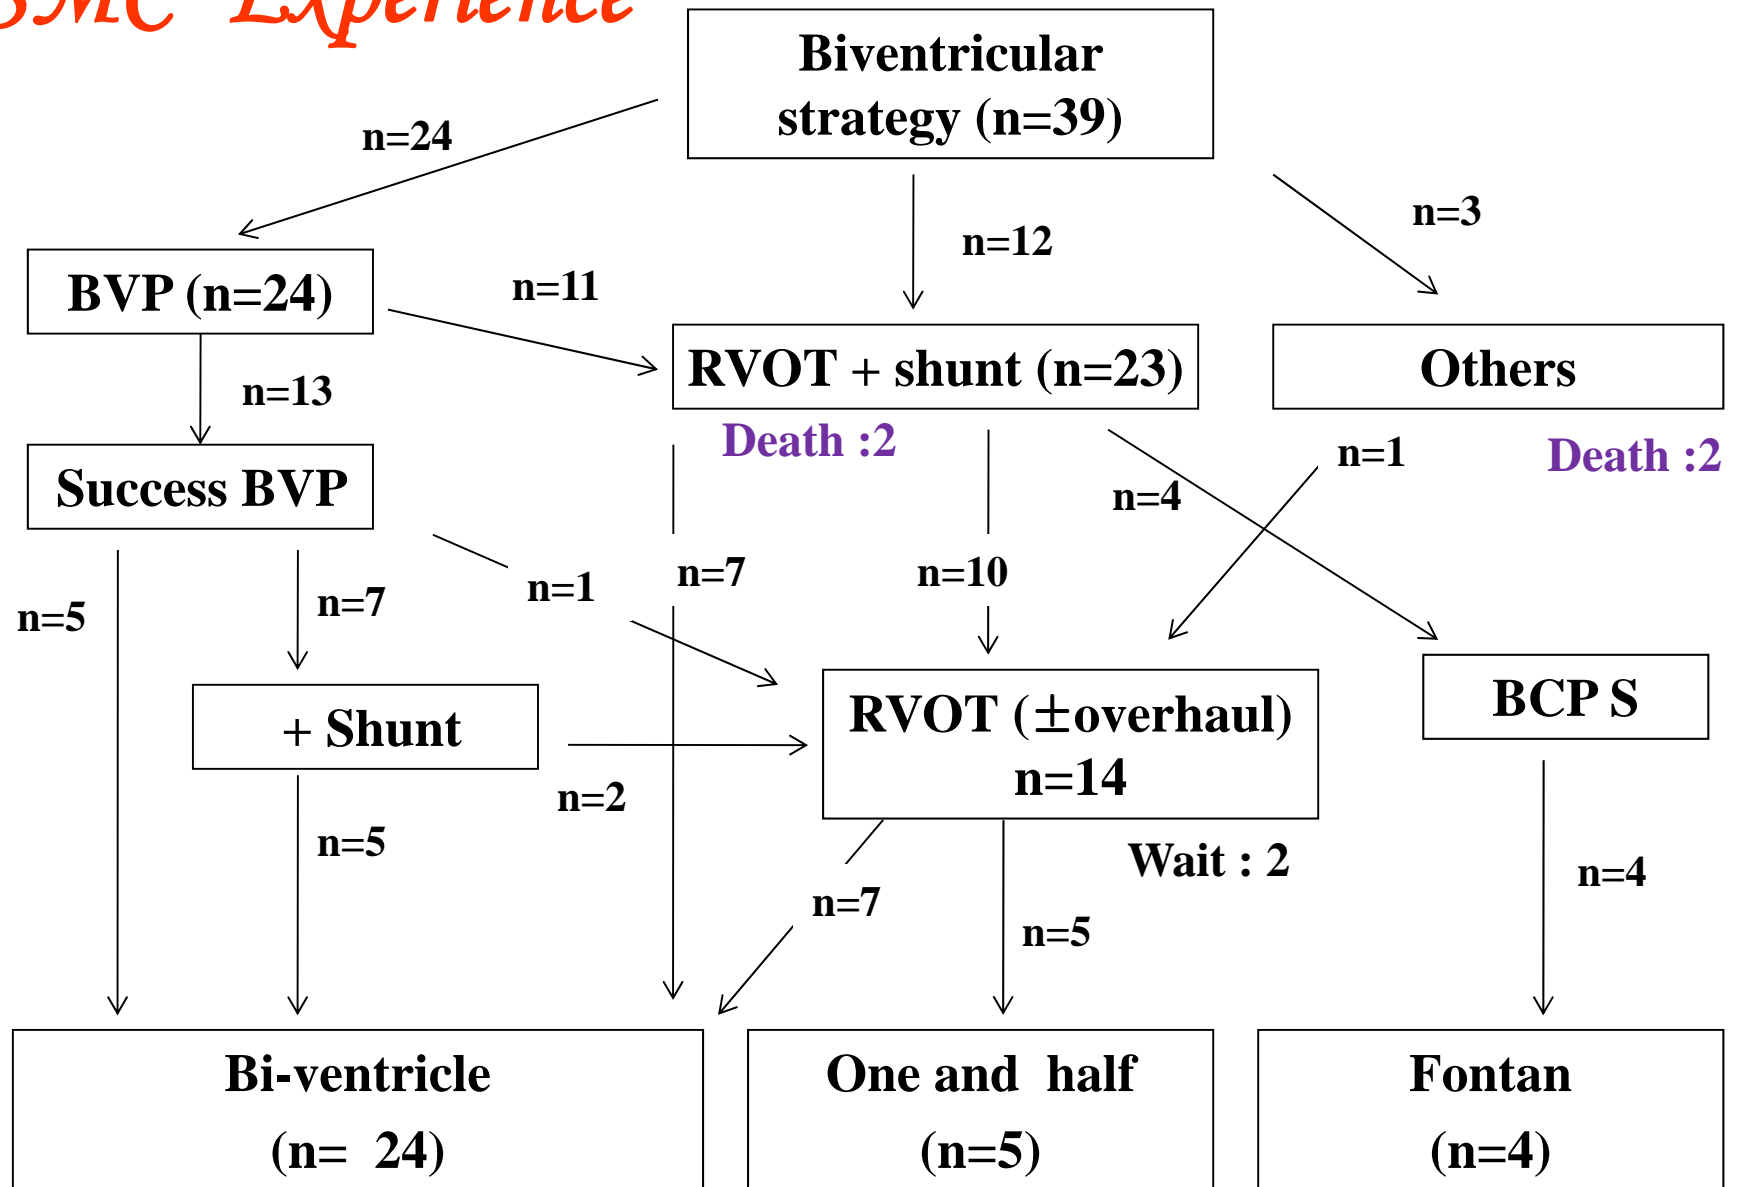 SMC Experience
Biventricular
strategy (n=39)
n=24
n=12
n=3
BVP (n=24)
n=11
RVOT + shunt (n=23)
Others
n=13
Death :2
n=1
Death :2
Success BVP
n=4
n=5
n=7
n=1
n=7
n=10
+ Shunt
RVOT (±overhaul)
n=14
BCP S
n=2
n=5
Wait : 2
n=4
n=7
n=5
Bi-ventricle
(n= 24)
One and half
(n=5)
Fontan
(n=4)